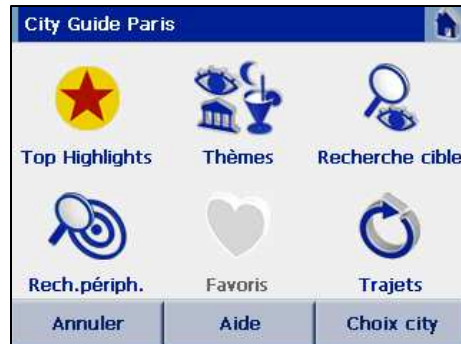 City Guide Paris
Top Highlights Thèmes Recherche cible
Rech.périph. Favoris Trajets
Annuler Aide Choix city